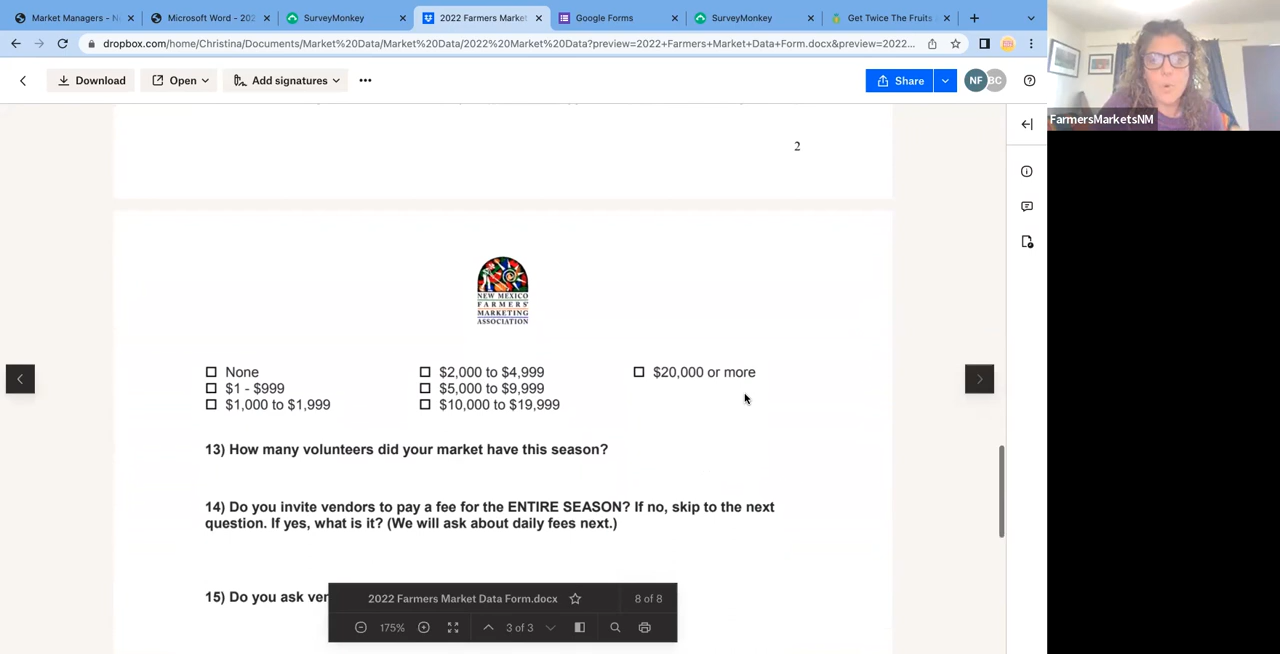 Market Managers - N
Microsoft Word - 202
SurveyMonkey
2022 Farmers Market
Google Forms
SurveyMonkey
Get Twice The Fruits
dropbox.com/home/Christina/Documents/Market%20Data/Market%20Data/2022%20Market%20Data?preview=2022+Farmers+Market+Data+Form.docx&preview=2022...
Download
Open
Add signatures
Share
NF
BC
FarmersMarketsNM
2
NEW MEXICO
FARMERS'
MARKETING
ASSOCIATION
None
$2,000 to $4,999
$20,000 or more
$1 - $999
$5,000 to $9,999
$1,000 to $1,999
$10,000 to $19,999
13) How many volunteers did your market have this season?
14) Do you invite vendors to pay a fee for the ENTIRE SEASON? If no, skip to the next
question. If yes, what is it? (We will ask about daily fees next.)
15) Do you ask ver
2022 Farmers Market Data Form.docx
8 of 8
175%
3 of 3